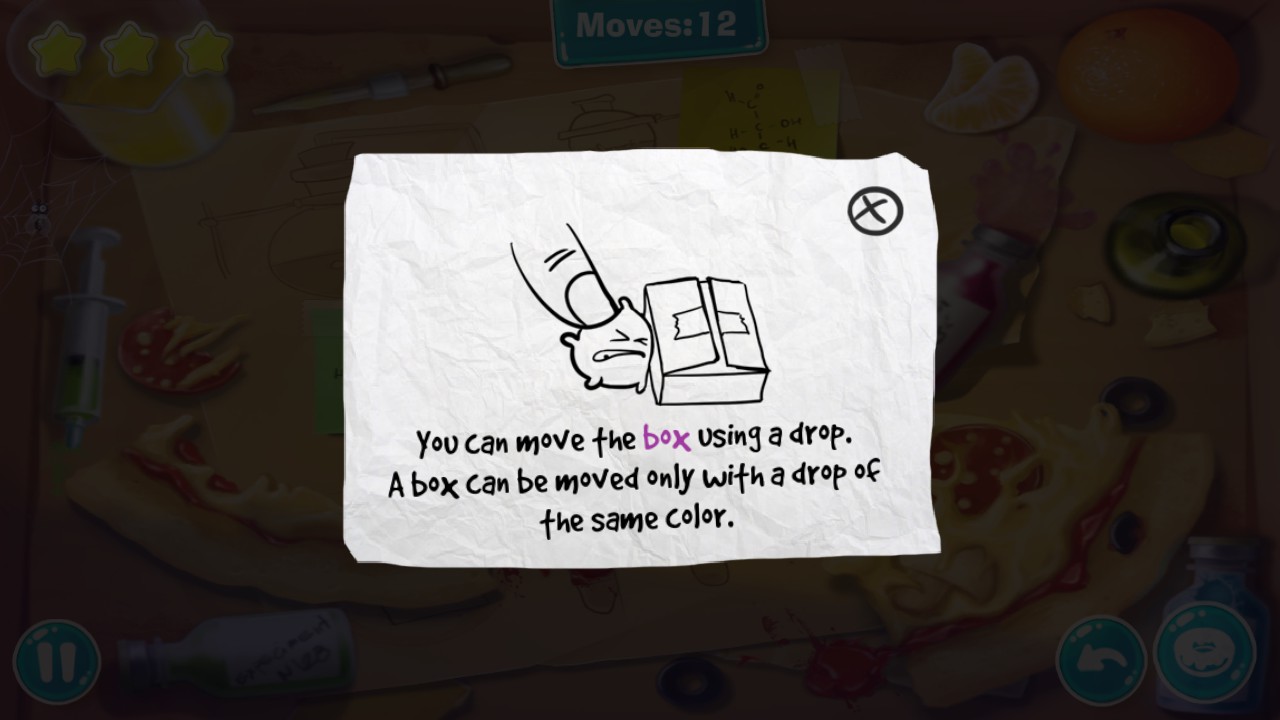 Moves:12
You can move the box using a drop.
A box can be moved only with a drop of
the same color.